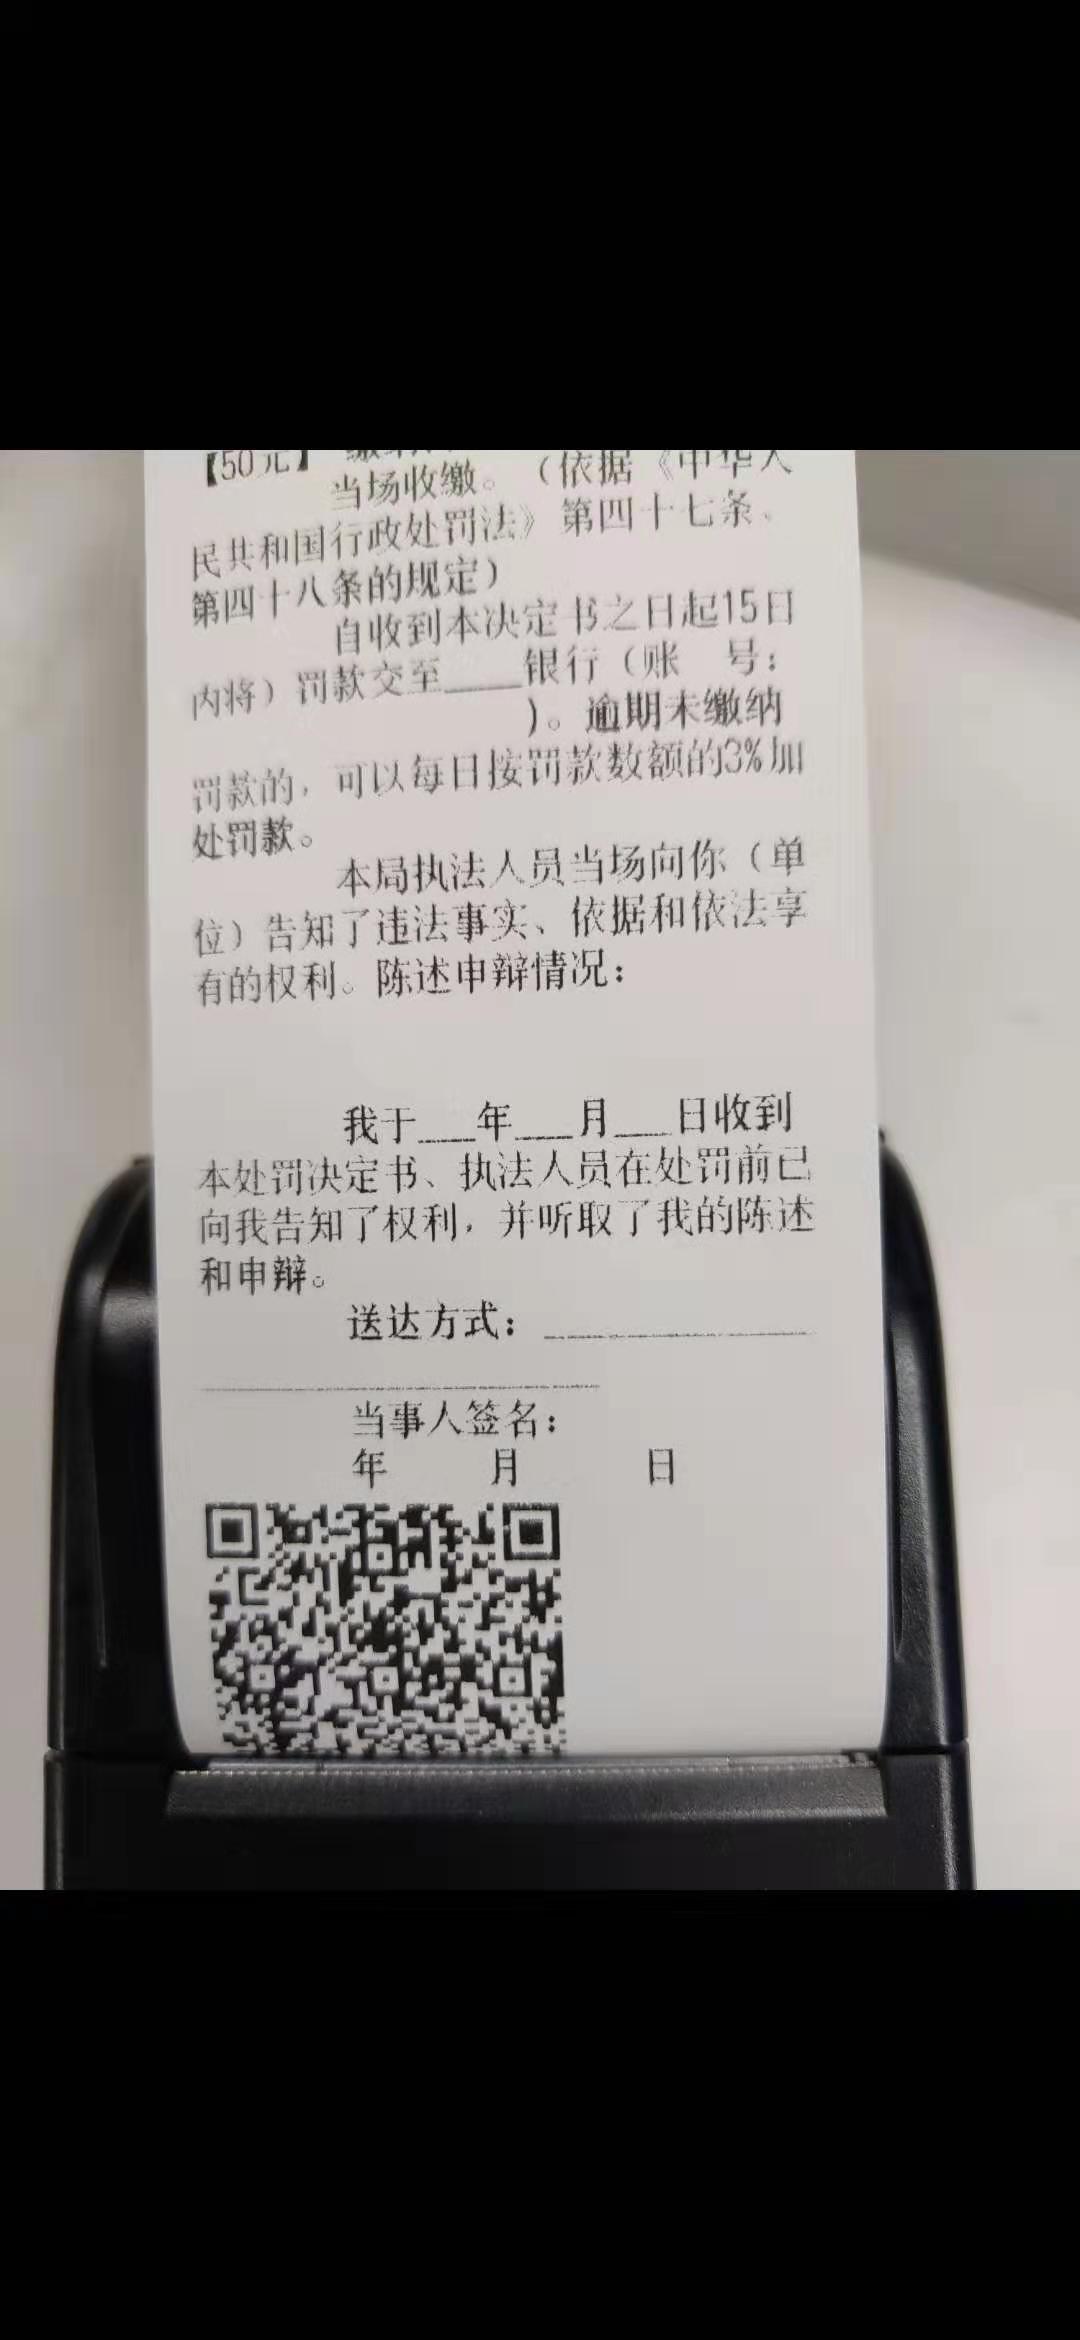 【50元】 缴纳
当场收缴。（依据《中华人
民共和国行政处罚法》第四十七条、
第四十八条的规定）
自收到本决定书之日起15日
内将）罚款交至____银行（账 号：
）。逾期未缴纳
罚款的，可以每日按罚款数额的3%加
处罚款。
本局执法人员当场向你（单
位）告知了违法事实、依据和依法享
有的权利。陈述申辩情况：
我于___年___月___日收到
本处罚决定书、执法人员在处罚前已
向我告知了权利，并听取了我的陈述
和申辩。
送达方式：
当事人签名：
年 月 日